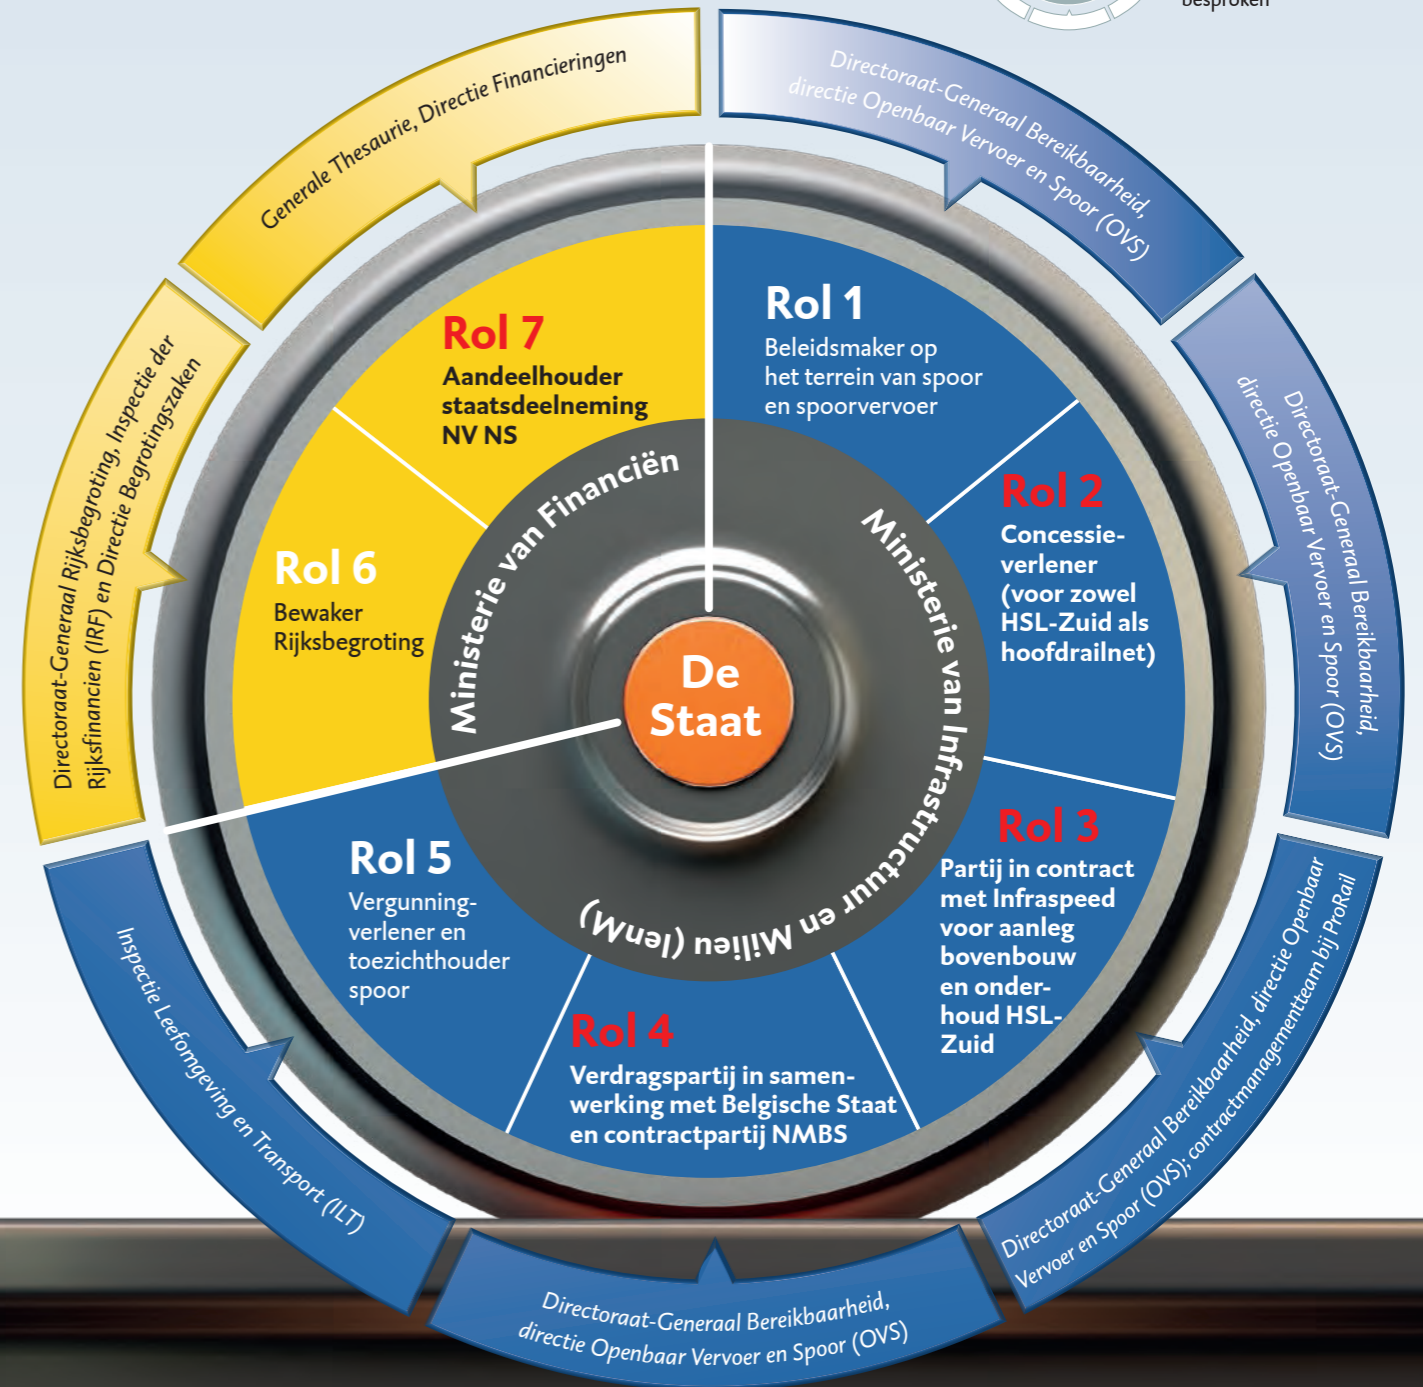 besproken
Directoraat-Generaal Bereikbaarheid,
directie Openbaar Vervoer en Spoor (OVS)
Rol 1
Beleidsmaker op
het terrein van spoor
en spoorvervoer
Directoraat-Generaal Bereikbaarheid,
directie Openbaar Vervoer en Spoor (OVS)
Rol 2
Concessie-
verlener
(voor zowel
HSL-Zuid als
hoofdrailnet)
Directoraat-Generaal Bereikbaarheid, directie Openbaar
Vervoer en Spoor (OVS); contractmanagementteam bij ProRail
Rol 3
Partij in contract
met Infraspeed
voor aanleg
bovenbouw
en onder-
houd HSL-
Zuid
Directoraat-Generaal Bereikbaarheid,
directie Openbaar Vervoer en Spoor (OVS)
Rol 4
Verdragspartij in samen-
werking met Belgische Staat
en contractpartij NMBS
Inspectie Leefomgeving en Transport (ILT)
Rol 5
Vergunning-
verlener en
toezichthouder
spoor
Directoraat-Generaal Rijksbegroting, Inspectie der
Rijksfinancien (IRF) en Directie Begrotingszaken
Rol 6
Bewaker
Rijksbegroting
Generale Thesaurie, Directie Financieringen
Rol 7
Aandeelhouder
staatsdeelneming
NV NS
Ministerie van Financiën
Ministerie van Infrastructuur en Milieu (IenM)
De
Staat